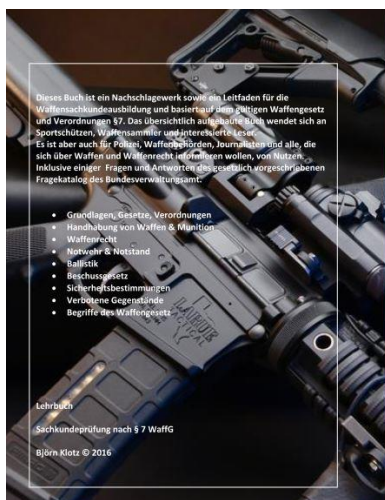 Dieses Buch ist ein Nachschlagewerk sowie ein Leitfaden für die
Waffensachkundeausbildung und basiert auf dem gültigen Waffengesetz
und Verordnungen §7. Das übersichtlich aufgebaute Buch wendet sich an
Sportschützen, Waffensammler und interessierte Leser.
Es ist aber auch für Polizei, Waffenbehörden, Journalisten und alle, die
sich über Waffen und Waffenrecht informieren wollen, von Nutzen.
Inklusive einiger Fragen und Antworten des gesetzlich vorgeschriebenen
Fragekatalog des Bundesverwaltungsamt.
• Grundlagen, Gesetze, Verordnungen
• Handhabung von Waffen & Munition
• Waffenrecht
• Notwehr & Notstand
• Ballistik
• Beschussgesetz
• Sicherheitsbestimmungen
• Verbotene Gegenstände
• Begriffe des Waffengesetz
LARUE
TACTICAL
Lehrbuch
Sachkundeprüfung nach § 7 WaffG
Björn Klotz © 2016